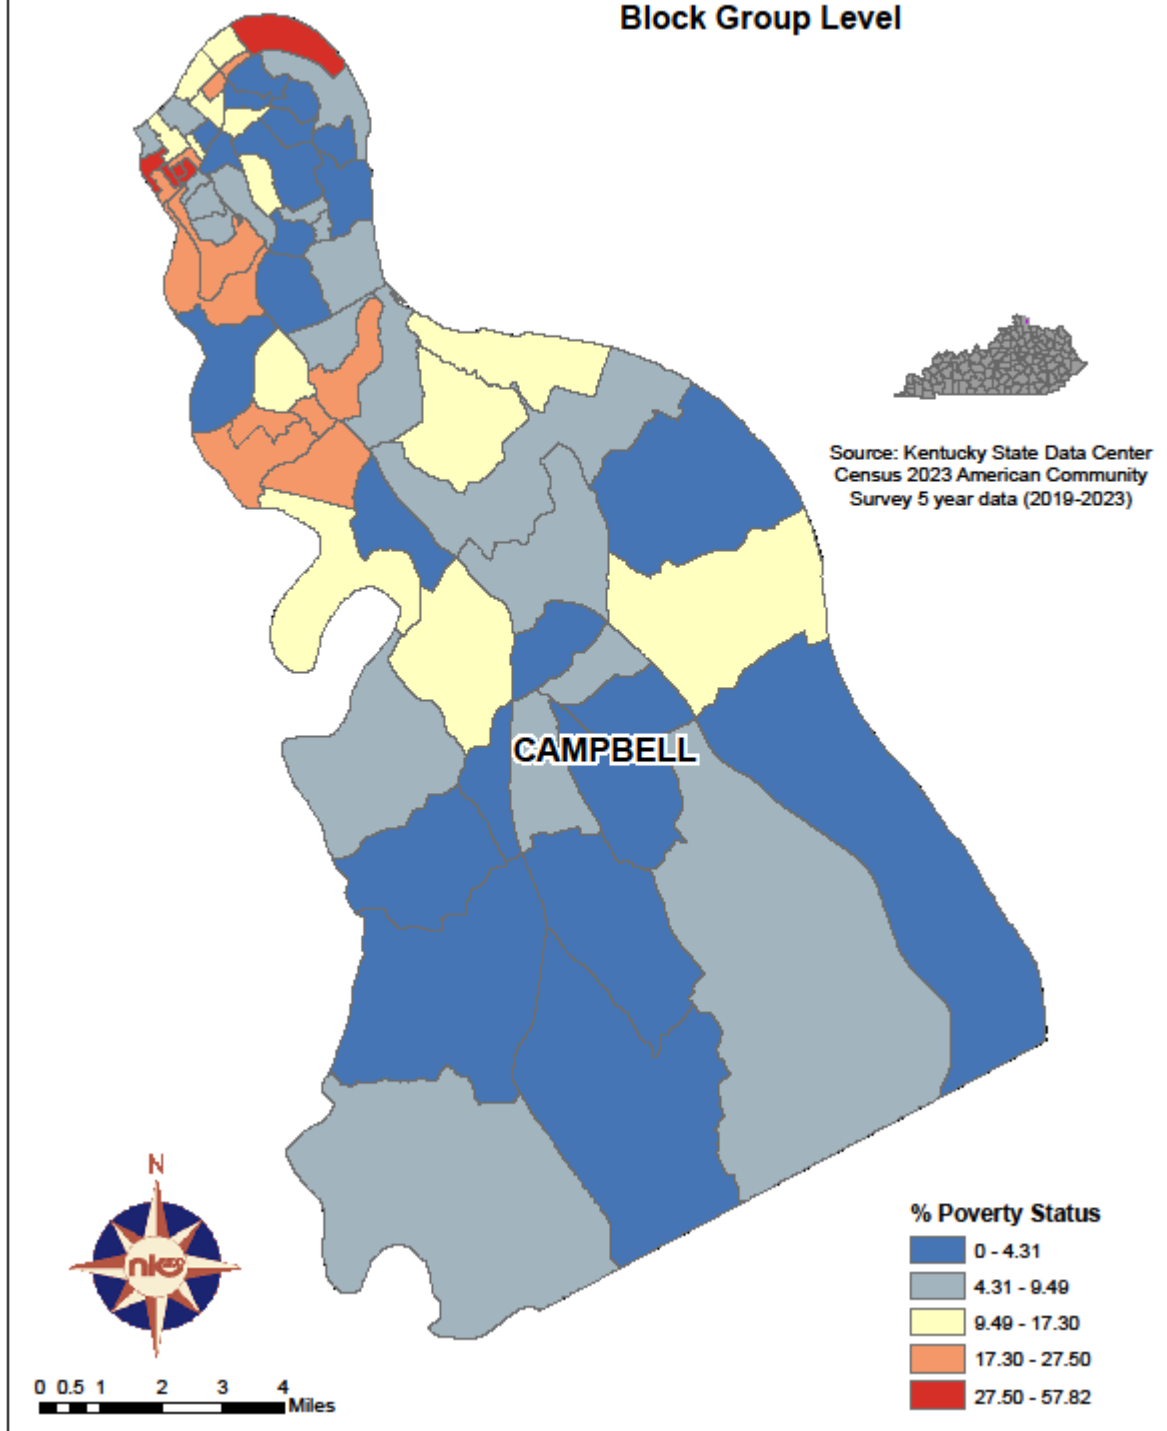 Block Group Level
Source: Kentucky State Data Center
Census 2023 American Community
Survey 5 year data (2019-2023)
CAMPBELL
N
% Poverty Status
0 - 4.31
4.31 - 9.49
9.49 - 17.30
17.30 - 27.50
27.50 - 57.82
0 0.5 1 2 3 4
Miles